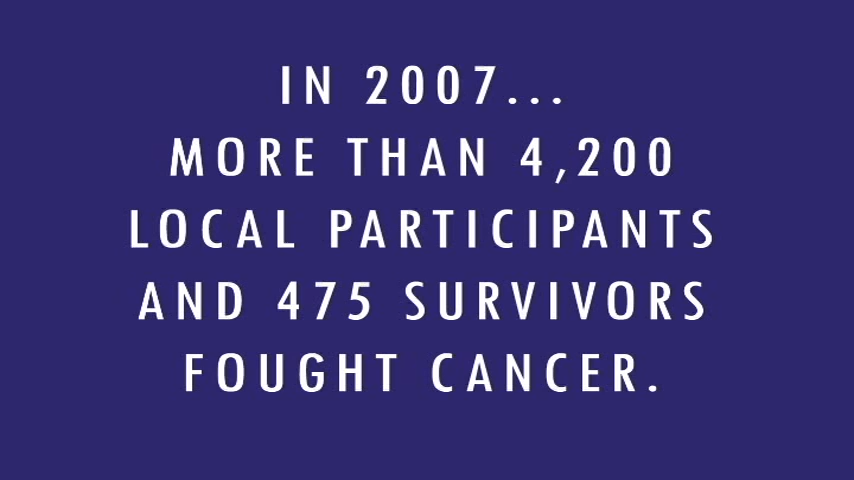 IN 2007...
MORE THAN 4,200
LOCAL PARTICIPANTS
AND 475 SURVIVORS
FOUGHT CANCER.